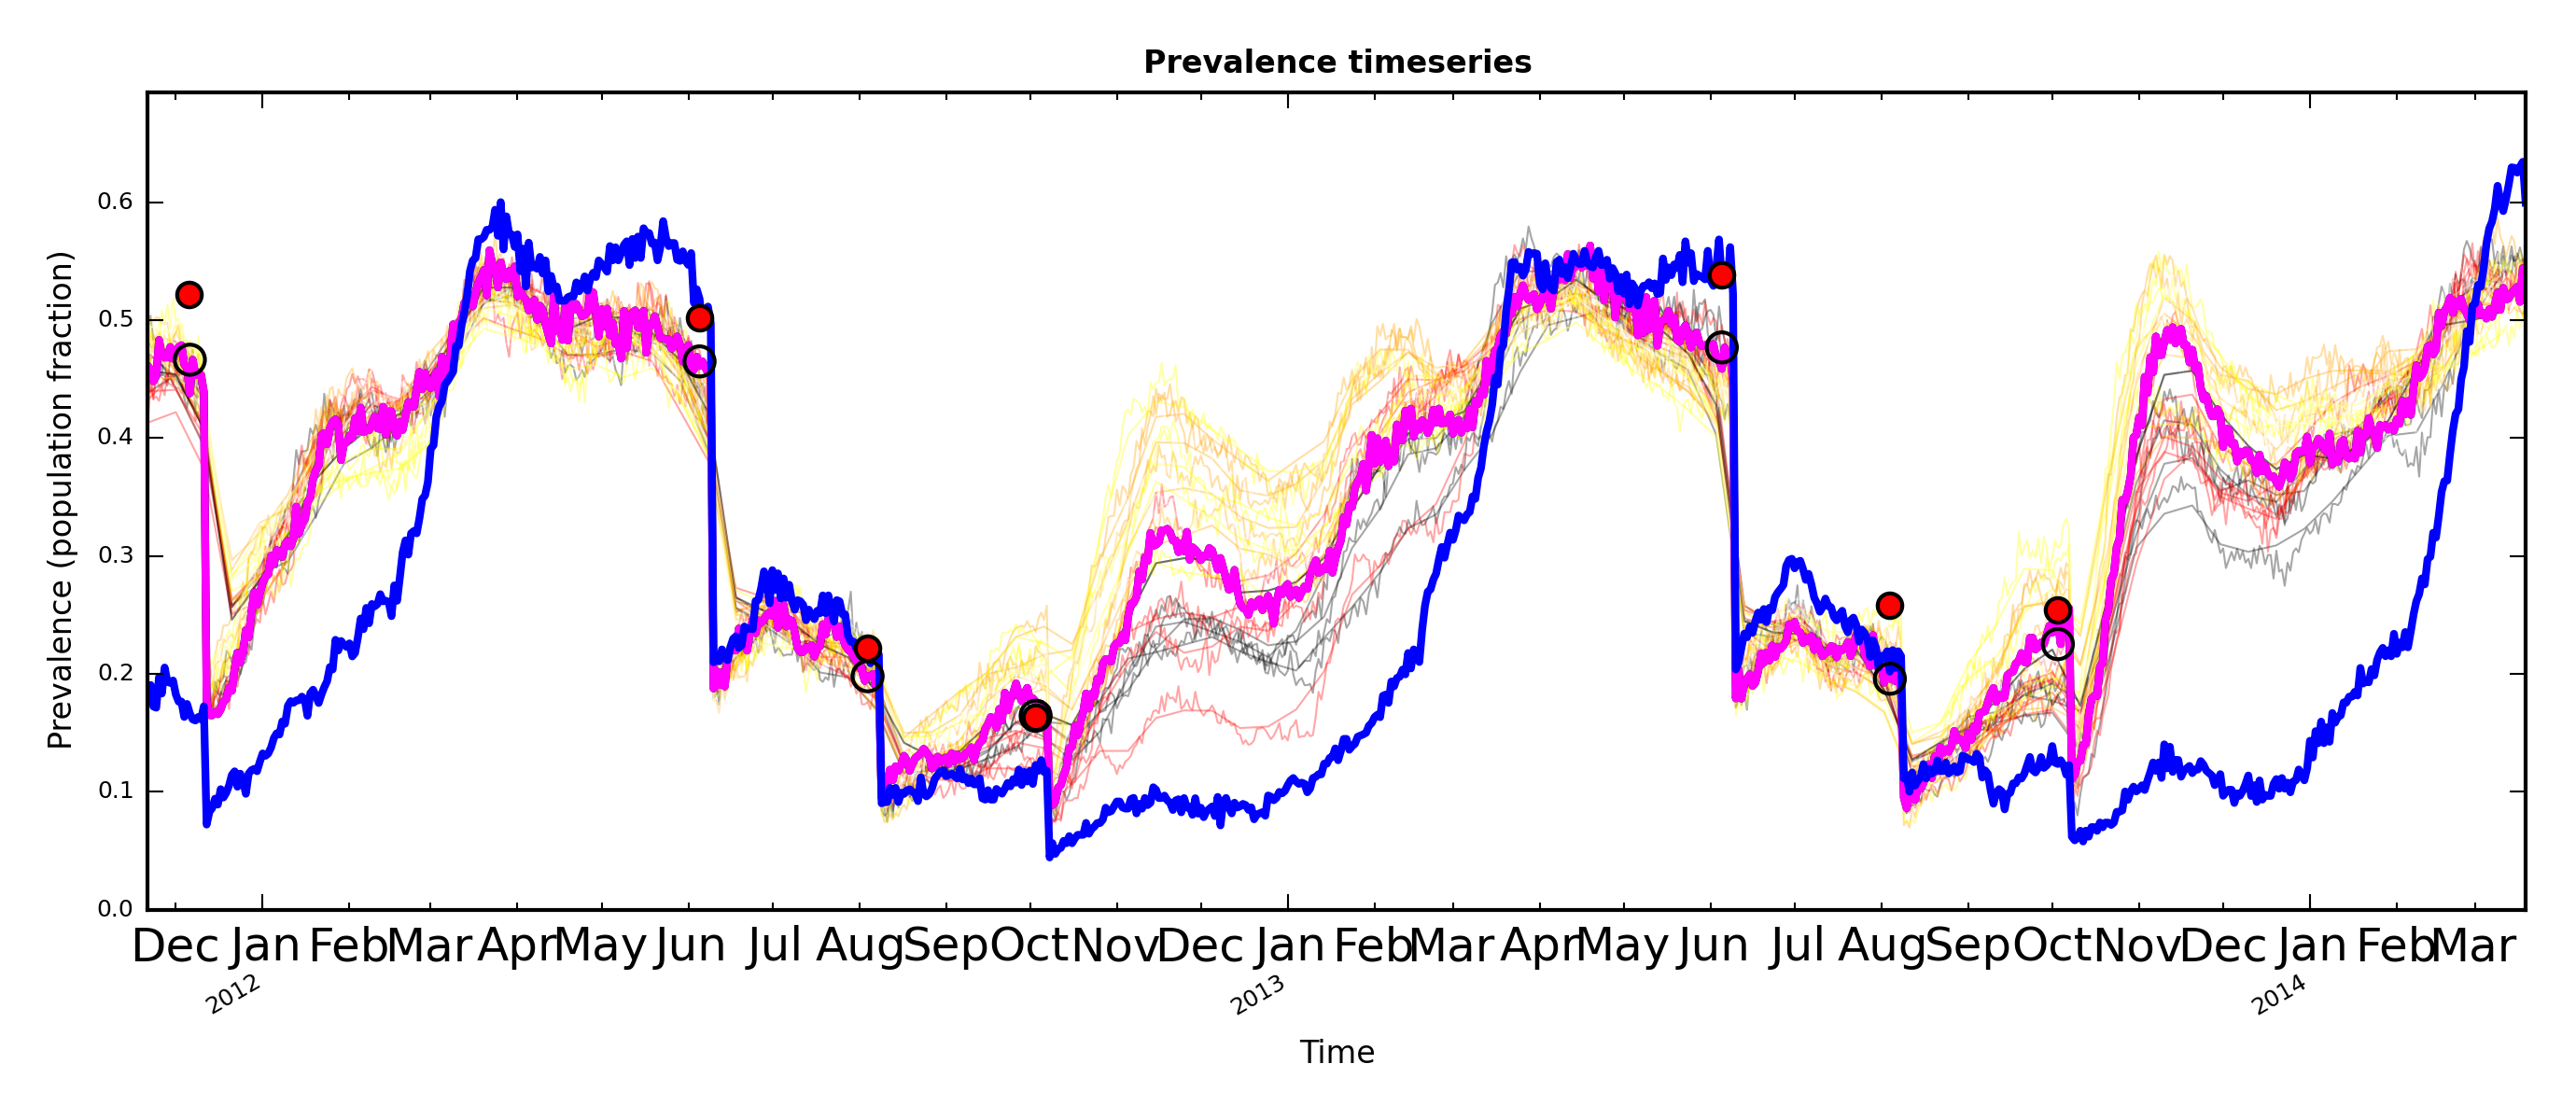 Prevalence timeseries
Prevalence (population fraction)
0.6
0.5
0.4
0.3
0.2
0.1
0.0
Dec Jan Feb Mar Apr May Jun Jul Aug Sep Oct Nov Dec Jan Feb Mar Apr May Jun Jul Aug Sep Oct Nov Dec Jan Feb Mar
2012 2013 2014
Time